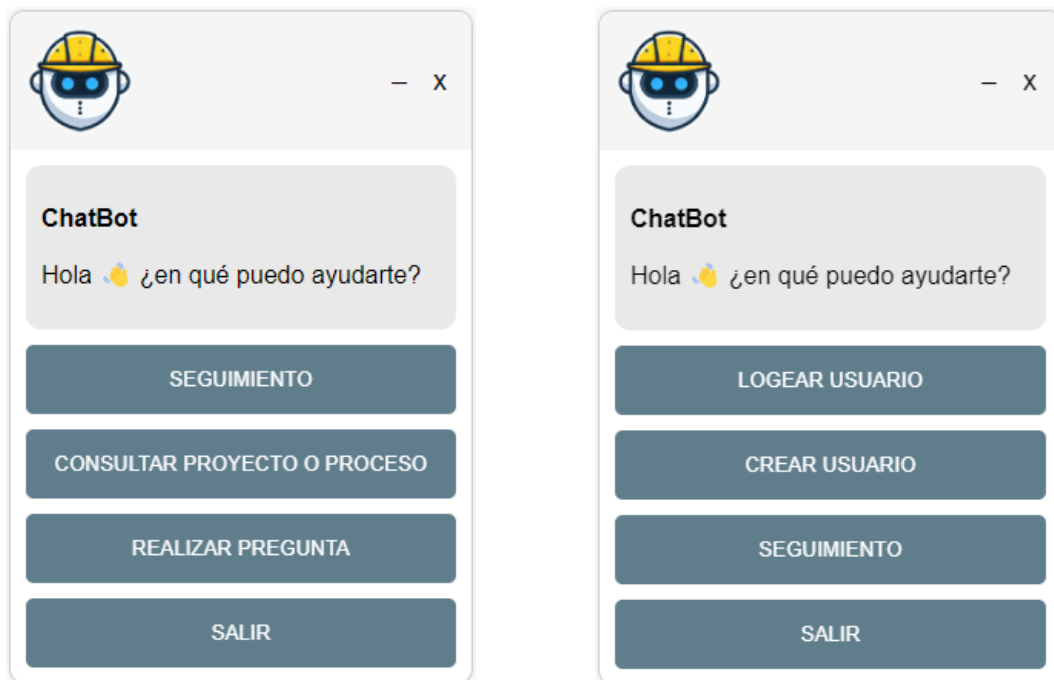 – X
ChatBot
Hola 👋 ¿en qué puedo ayudarte?
SEGUIMIENTO
CONSULTAR PROYECTO O PROCESO
REALIZAR PREGUNTA
SALIR
– X
ChatBot
Hola 👋 ¿en qué puedo ayudarte?
LOGEAR USUARIO
CREAR USUARIO
SEGUIMIENTO
SALIR